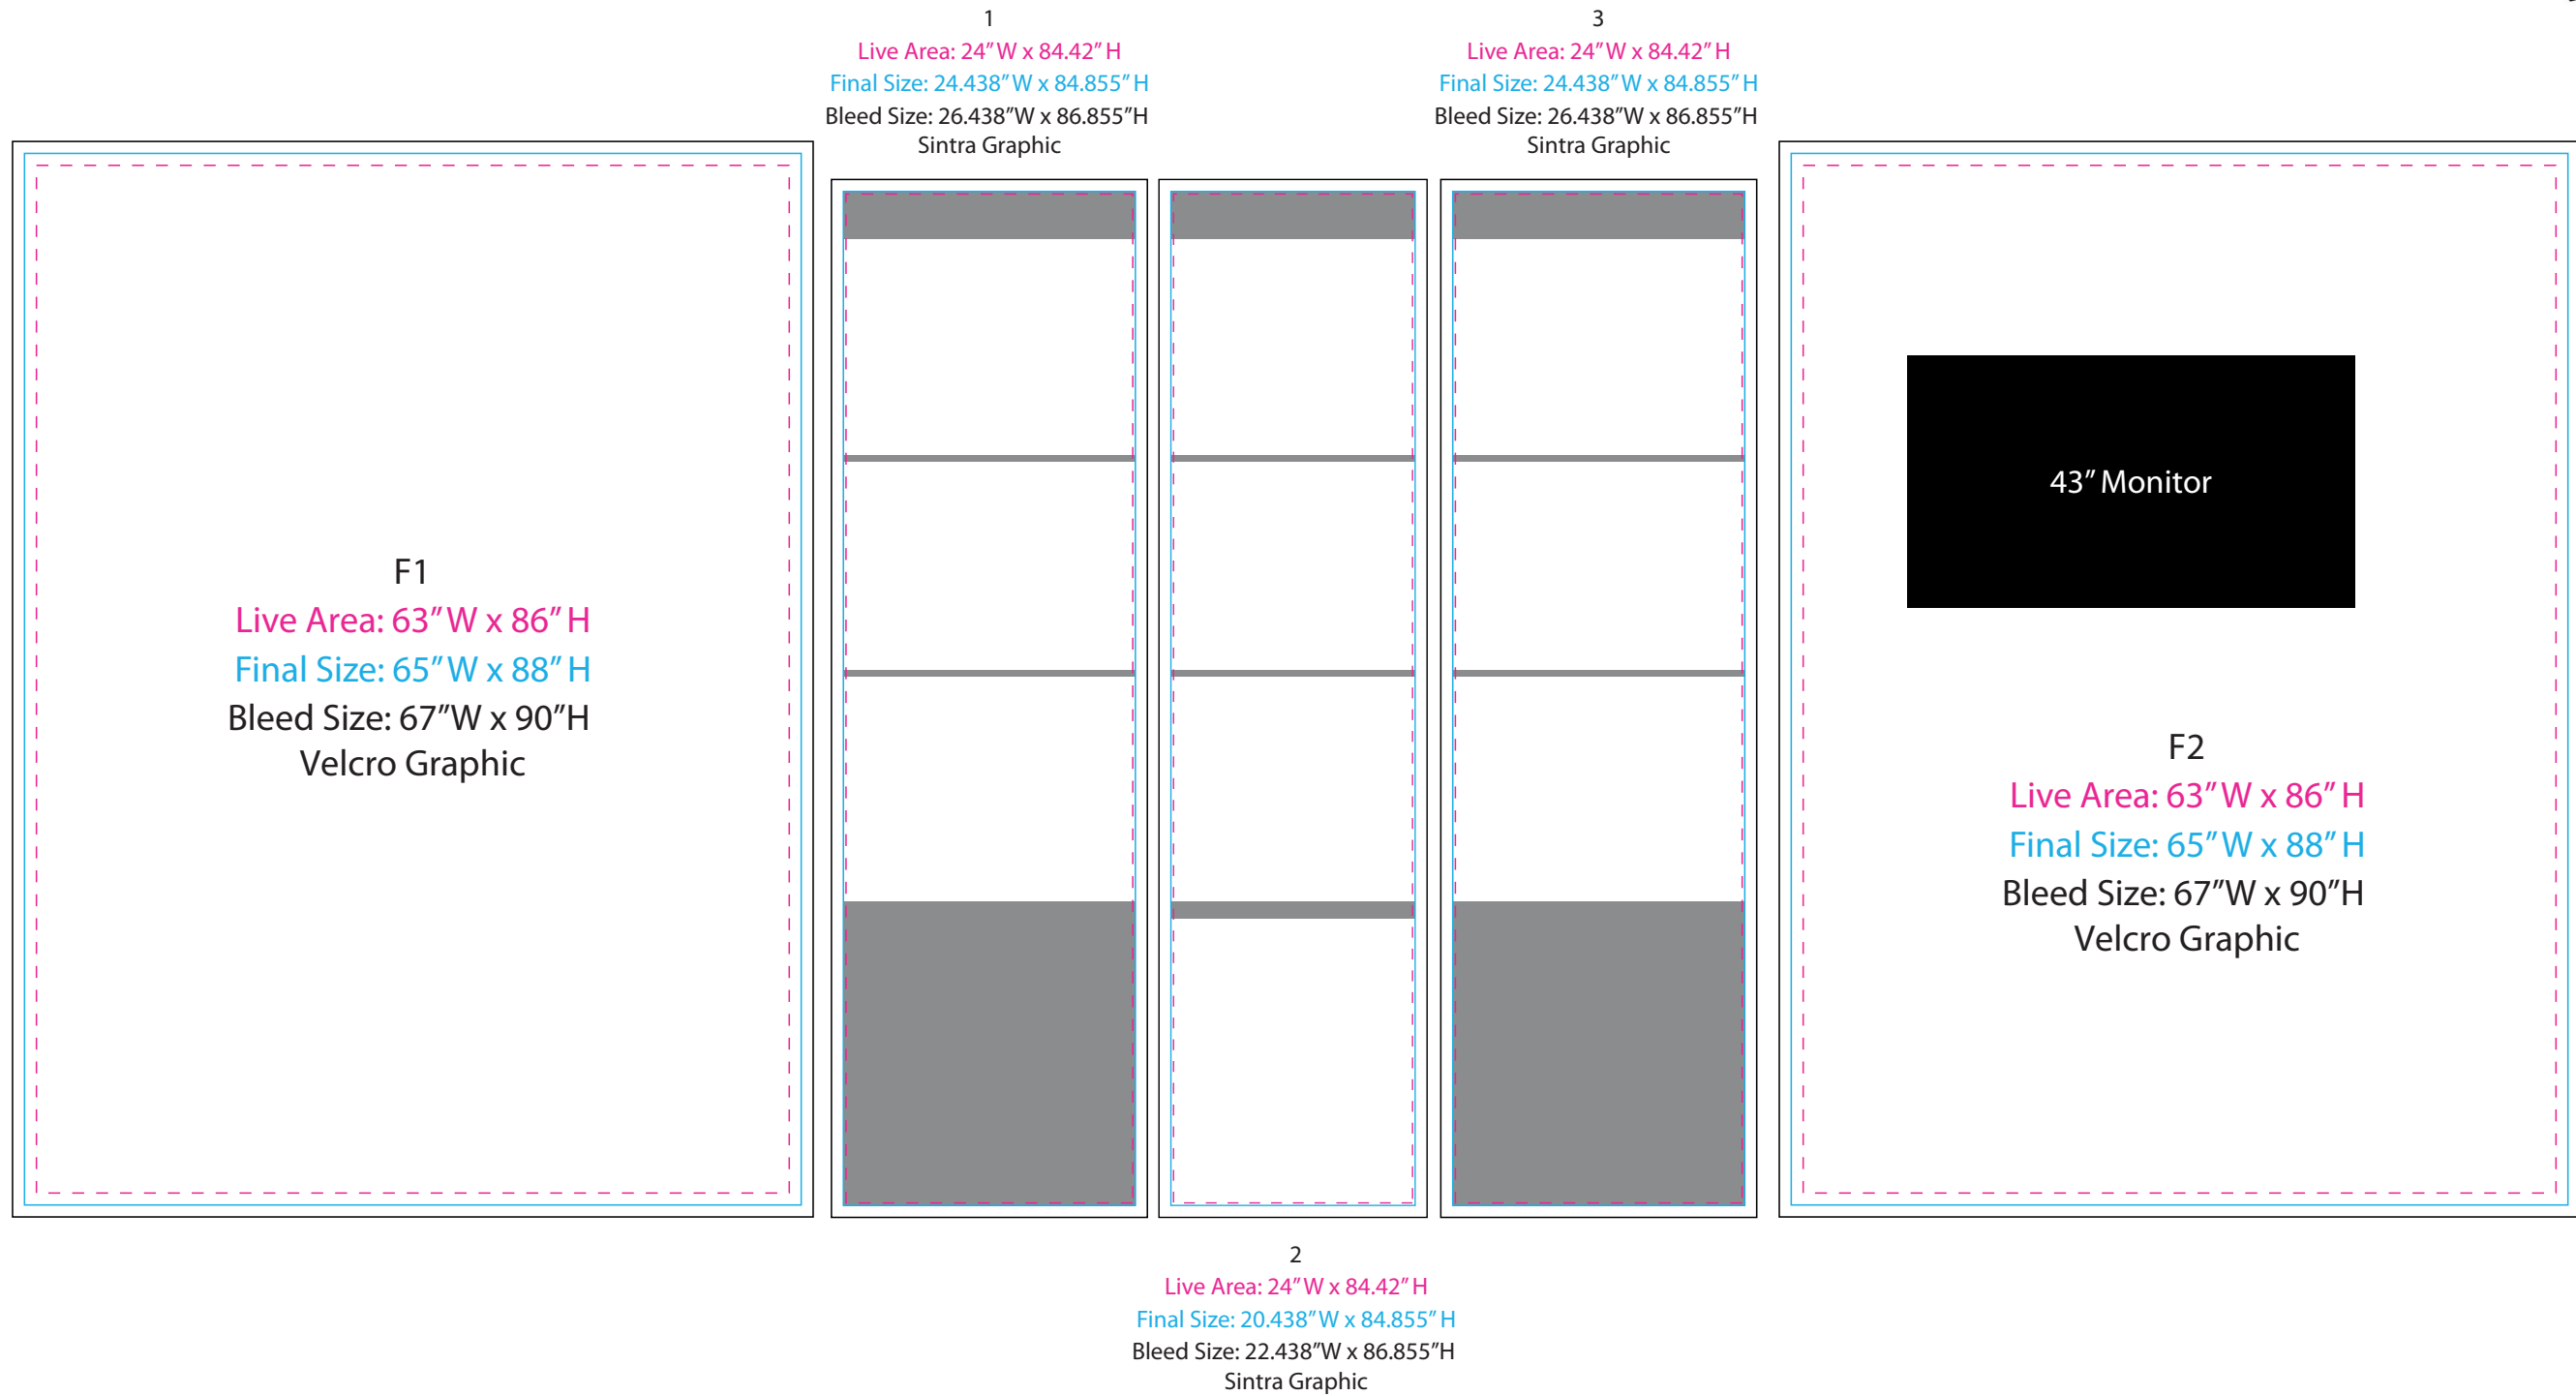 1
Live Area: 24" W x 84.42" H
Final Size: 24.438" W x 84.855" H
Bleed Size: 26.438"W x 86.855"H
Sintra Graphic
3
Live Area: 24" W x 84.42" H
Final Size: 24.438" W x 84.855" H
Bleed Size: 26.438"W x 86.855"H
Sintra Graphic
F1
Live Area: 63" W x 86" H
Final Size: 65" W x 88" H
Bleed Size: 67"W x 90"H
Velcro Graphic
43" Monitor
F2
Live Area: 63" W x 86" H
Final Size: 65" W x 88" H
Bleed Size: 67"W x 90"H
Velcro Graphic
2
Live Area: 24" W x 84.42" H
Final Size: 20.438" W x 84.855" H
Bleed Size: 22.438"W x 86.855"H
Sintra Graphic